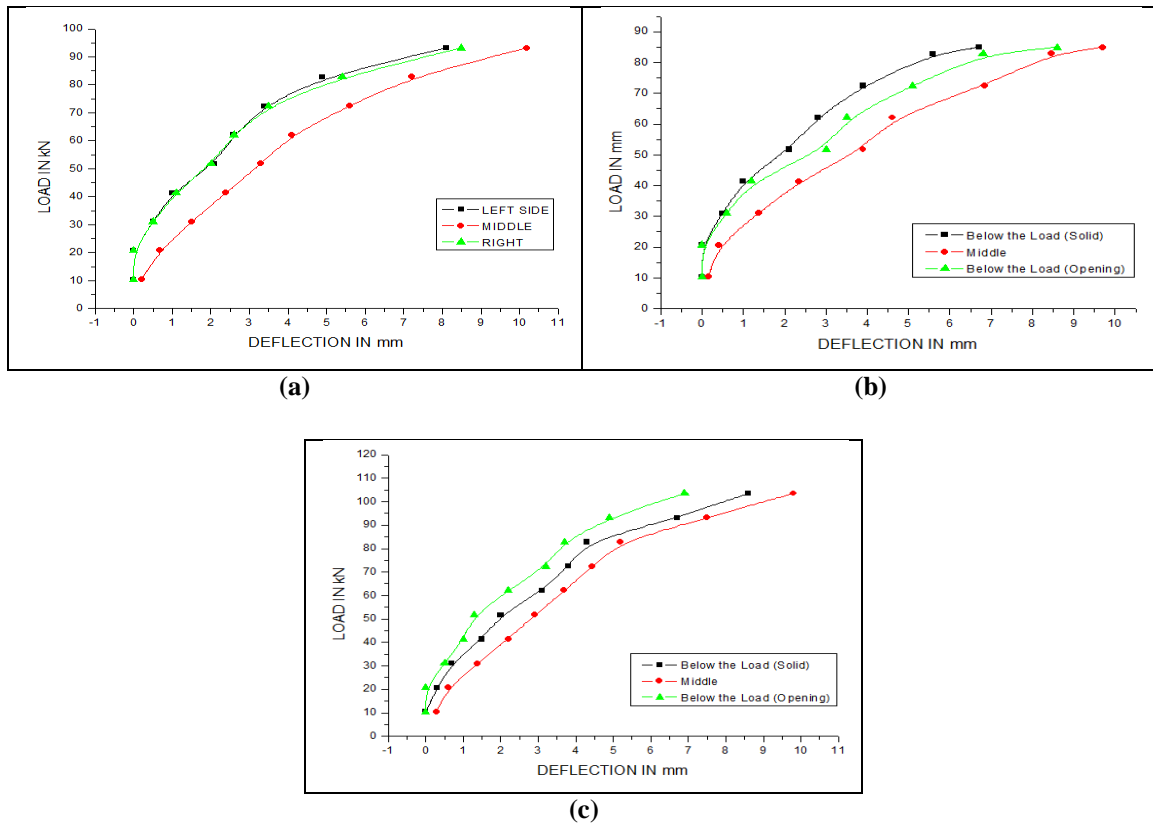 100
90
80
70
60
50
40
30
20
10
0
LOAD IN kN
-1 0 1 2 3 4 5 6 7 8 9 10 11
DEFLECTION IN mm
LEFT SIDE
MIDDLE
RIGHT
(a)
90
80
70
60
50
40
30
20
10
0
LOAD IN mm
-1 0 1 2 3 4 5 6 7 8 9 10
DEFLECTION IN mm
Below the Load (Solid)
Middle
Below the Load (Opening)
(b)
120
110
100
90
80
70
60
50
40
30
20
10
0
LOAD IN kN
-1 0 1 2 3 4 5 6 7 8 9 10 11
DEFLECTION IN mm
Below the Load (Solid)
Middle
Below the Load (Opening)
(c)